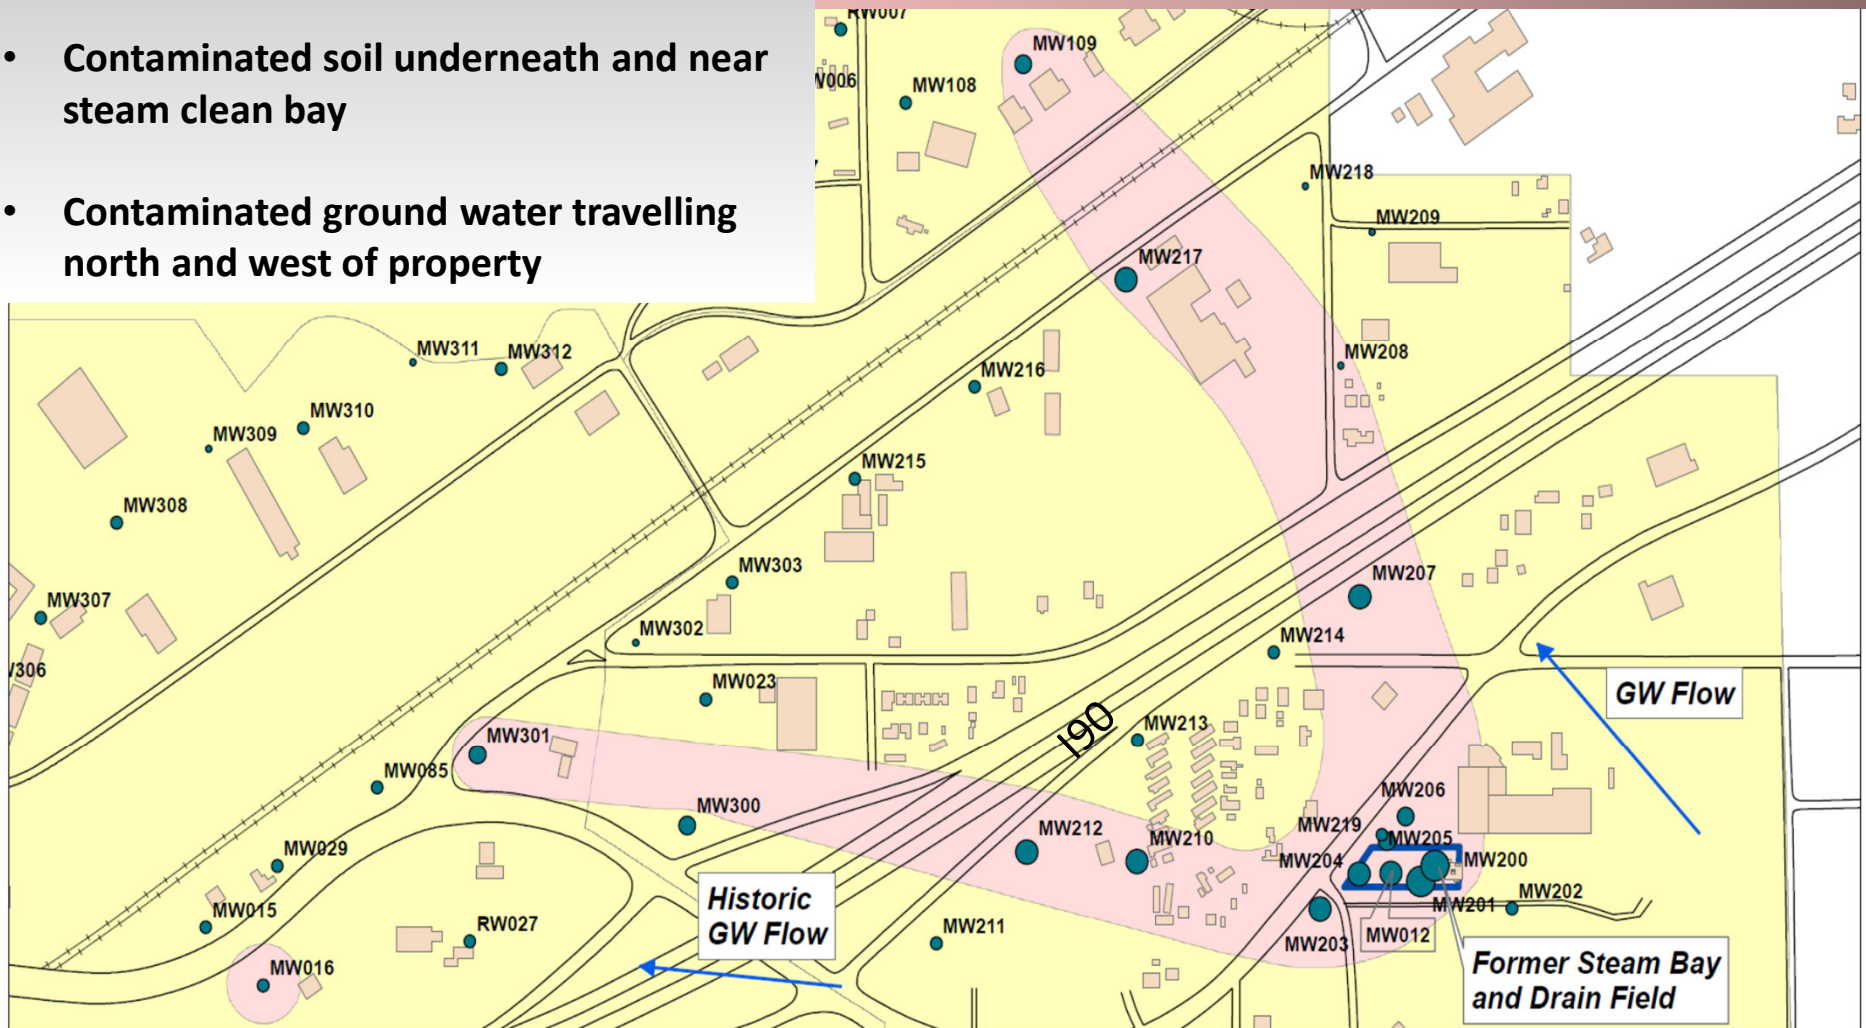 • Contaminated soil underneath and near
steam clean bay
• Contaminated ground water travelling
north and west of property
RW007
MW109
MW108
MW218
MW209
MW217
MW311
MW312
MW208
MW216
MW310
MW309
MW215
MW308
MW303
MW207
MW307
MW302
MW214
MW023
GW Flow
I90
MW213
MW301
MW085
MW300
MW206
MW219
MW212
MW210
MW205
MW029
MW204
MW200
Historic
GW Flow
MW202
MW201
MW015
RW027
MW211
MW203
MW012
MW016
Former Steam Bay
and Drain Field